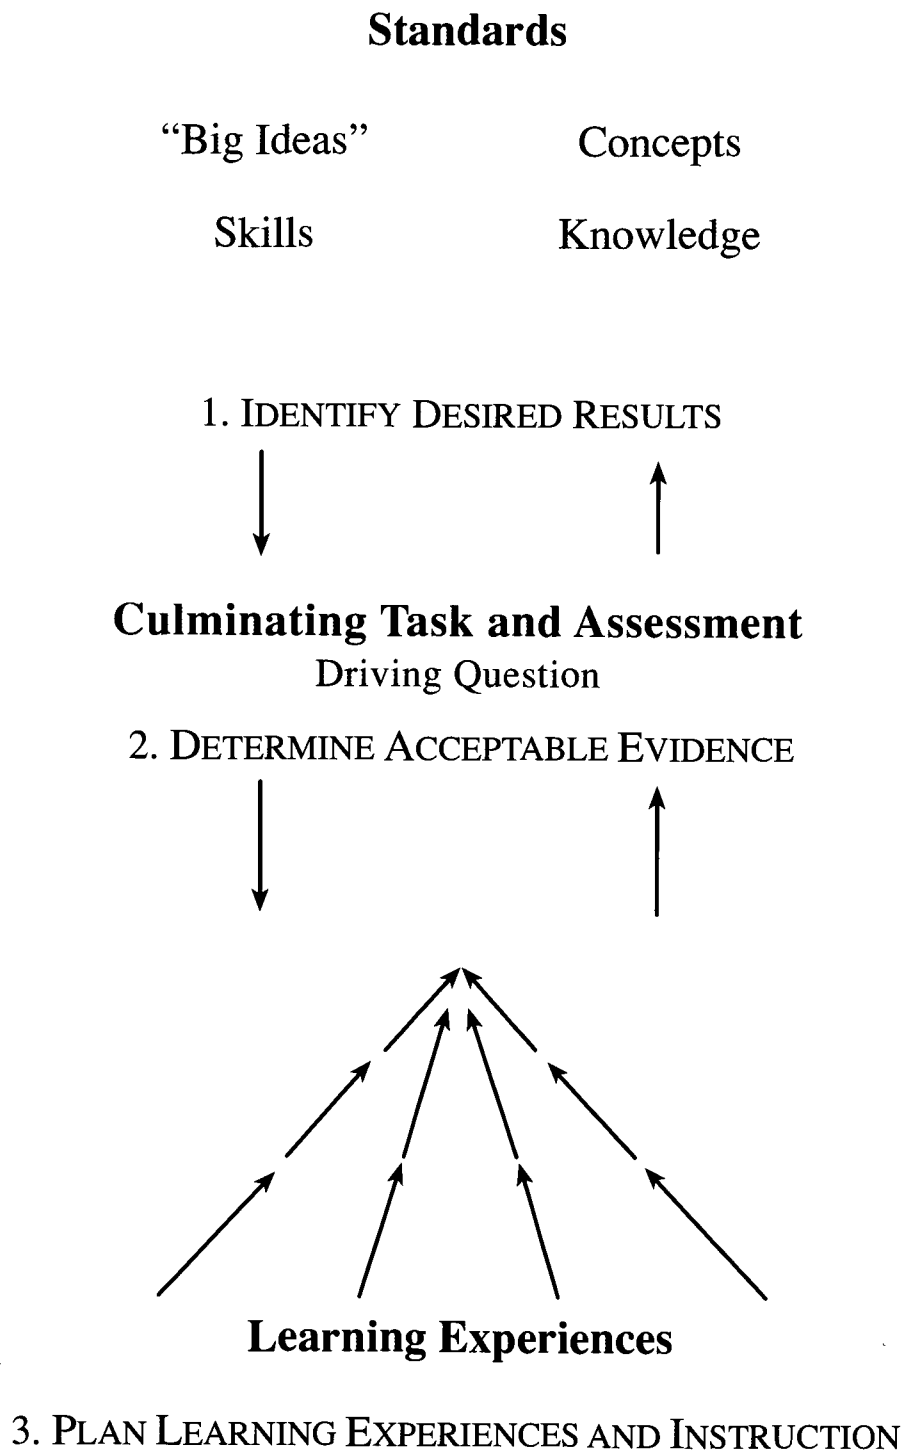 Standards
“Big Ideas” Concepts
Skills Knowledge
1. IDENTIFY DESIRED RESULTS
Culminating Task and Assessment
Driving Question
2. DETERMINE ACCEPTABLE EVIDENCE
Learning Experiences
3. PLAN LEARNING EXPERIENCES AND INSTRUCTION